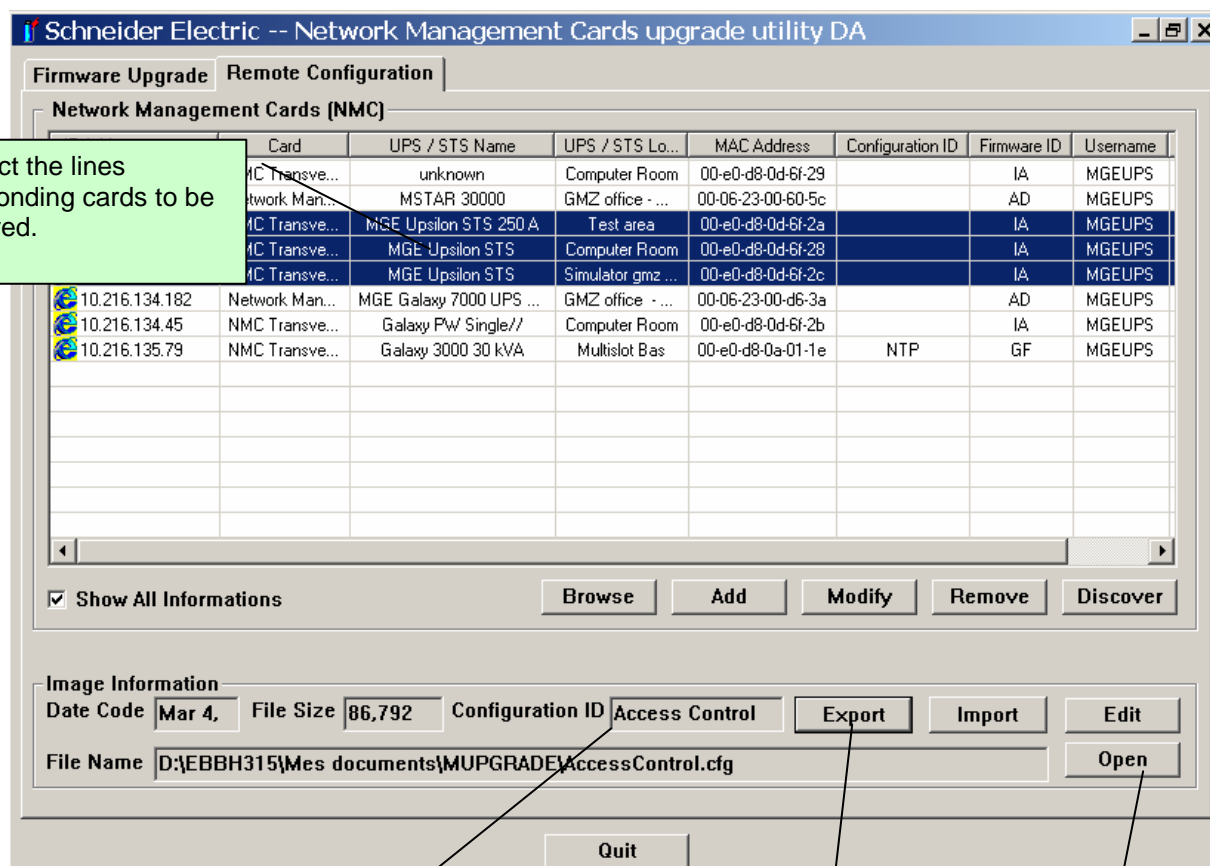 Schneider Electric -- Network Management Cards upgrade utility DA
Firmware Upgrade Remote Configuration
Network Management Cards (NMC)
Card UPS / STS Name UPS / STS Lo... MAC Address Configuration ID Firmware ID Username
ct the lines
onding cards to be
ed.
Transve... unknown Computer Room 00-e0-d8-0d-6f-29 IA MGEUPS
Man... MSTAR 30000 GMZ office - ... 00-06-23-00-60-5c AD MGEUPS
Transve... MGE Upsilon STS 250 A Test area 00-e0-d8-0d-6f-2a IA MGEUPS
Transve... MGE Upsilon STS Computer Room 00-e0-d8-0d-6f-28 IA MGEUPS
Transve... MGE Upsilon STS Simulator gmz ... 00-e0-d8-0d-6f-2c IA MGEUPS
10.216.134.182 Network Man... MGE Galaxy 7000 UPS ... GMZ office - ... 00-06-23-00-d6-3a AD MGEUPS
10.216.134.45 NMC Transve... Galaxy PW Single// Computer Room 00-e0-d8-0d-6f-2b IA MGEUPS
10.216.135.79 NMC Transve... Galaxy 3000 30 kVA Multislot Bas 00-e0-d8-0a-01-1e NTP GF MGEUPS
Show All Informations Browse Add Modify Remove Discover
Image Information
Date Code Mar 4, File Size 86,792 Configuration ID Access Control Export Import Edit
File Name D:\EBBH315\Mes documents\MUPGRADE\AccessControl.cfg Open
Quit